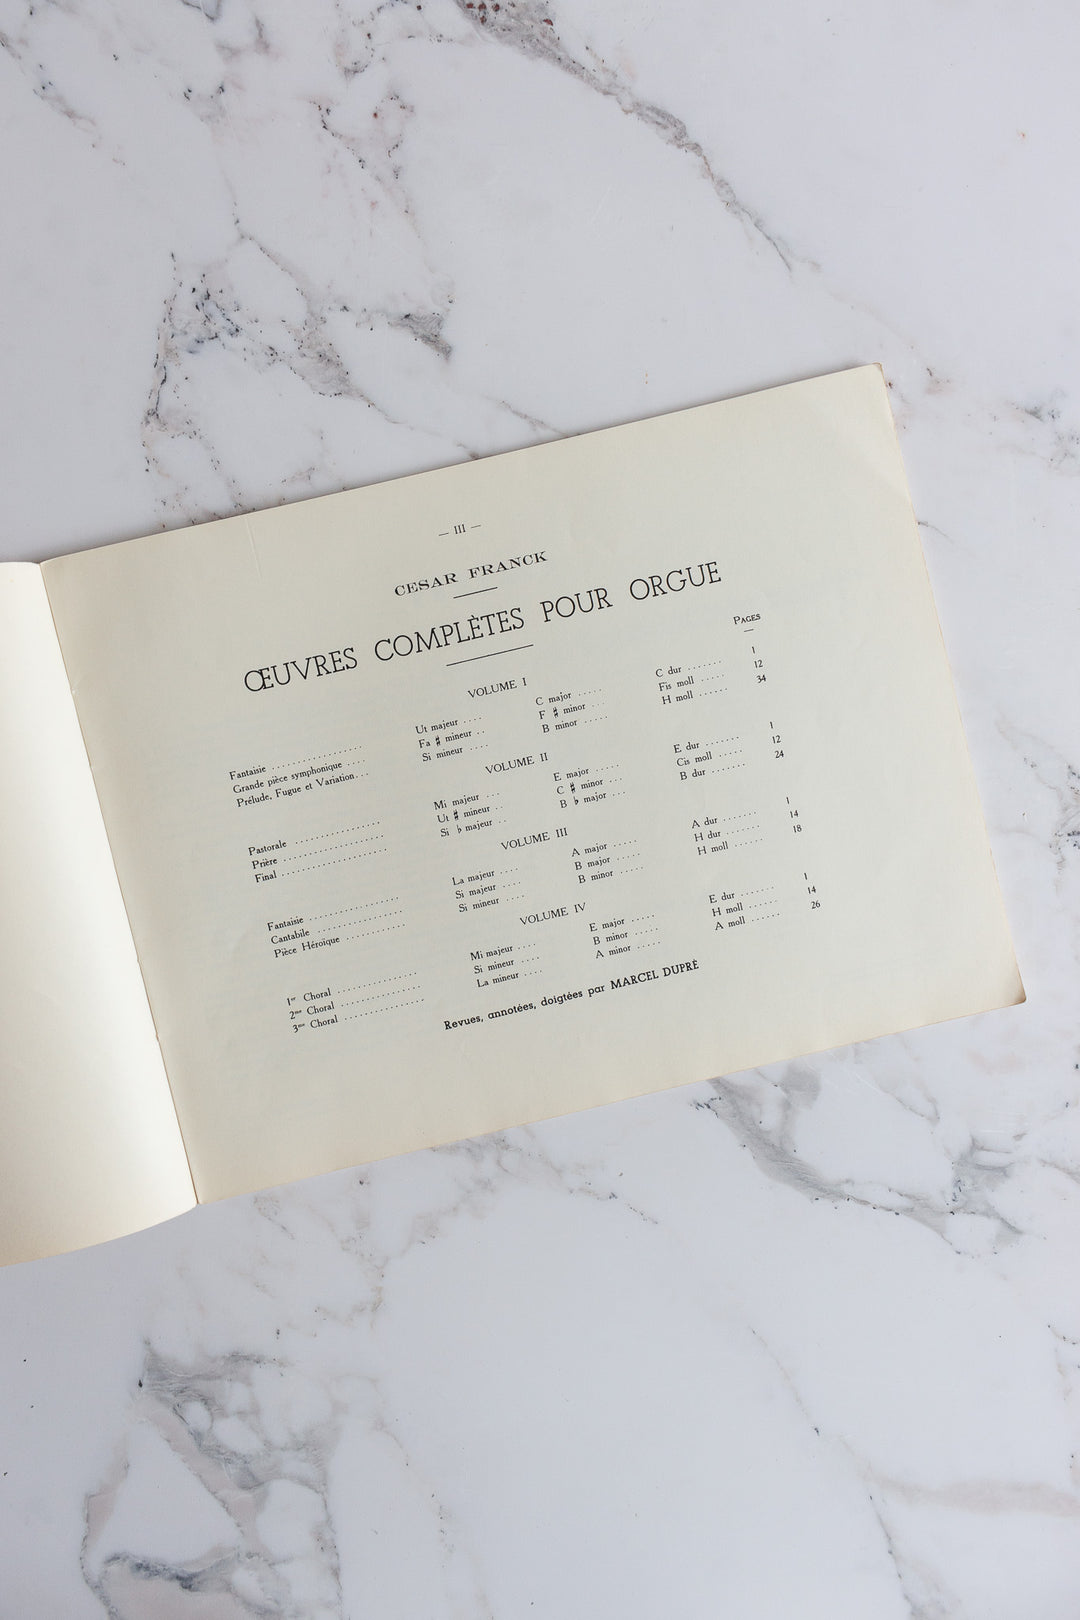 — III —
CESAR FRANCK
ŒUVRES COMPLÈTES POUR ORGUE
PAGES
VOLUME I
Fantaisie .................... Ut majeur .... C major ..... C dur ....... 1
Grande pièce symphonique .... Fa ♯ mineur .. F ♯ minor ... Fis moll ..... 12
Prélude, Fugue et Variation... Si mineur .... B minor ..... H moll ...... 34
VOLUME II
Pastorale .................. Mi majeur ... E major ..... E dur ....... 1
Prière ...................... Ut ♯ mineur .. C ♯ minor ... Cis moll ..... 12
Final ...................... Si ♭ majeur .. B ♭ major ... B dur ....... 24
VOLUME III
Fantaisie ................... La majeur .... A major ..... A dur ....... 1
Cantabile .................... Si majeur .... B major ..... H dur ....... 14
Pièce Héroïque ............. Si mineur .... B minor ..... H moll ...... 18
VOLUME IV
1er Choral ................. Mi majeur .... E major ..... E dur ....... 1
2me Choral ................. Si mineur .... B minor ..... H moll ...... 14
3me Choral ................. La mineur .... A minor ..... A moll ...... 26
Revues, annotées, doigtées par MARCEL DUPRÉ